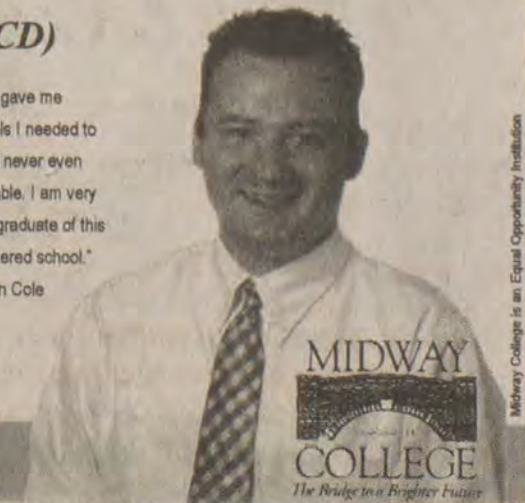 CD)
gave me
ls I needed to
never even
ble. I am very
graduate of this
ered school."
n Cole
MIDWAY
COLLEGE
The Bridge to a Brighter Future
Midway College is an Equal Opportunity Institution